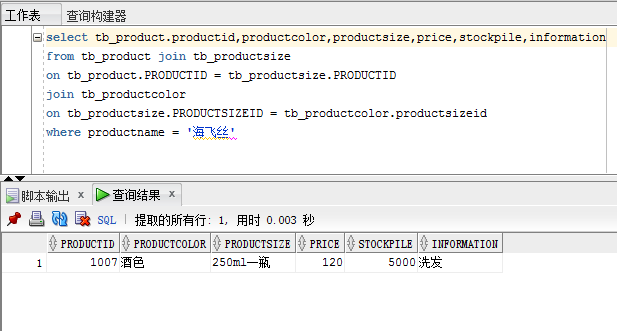 工作表 查询构建器
select tb_product.productid,productcolor,productsize,price,stockpile,information
from tb_product join tb_productsize
on tb_product.PRODUCTID = tb_productsize.PRODUCTID
join tb_productcolor
on tb_productsize.PRODUCTSIZEID = tb_productcolor.productsizeid
where productname = '海飞丝'
脚本输出 x 查询结果 x
SQL | 提取的所有行: 1, 用时 0.003 秒
PRODUCTID PRODUCTCOLOR PRODUCTSIZE PRICE STOCKPILE INFORMATION
1 1007 酒色 250ml一瓶 120 5000 洗发